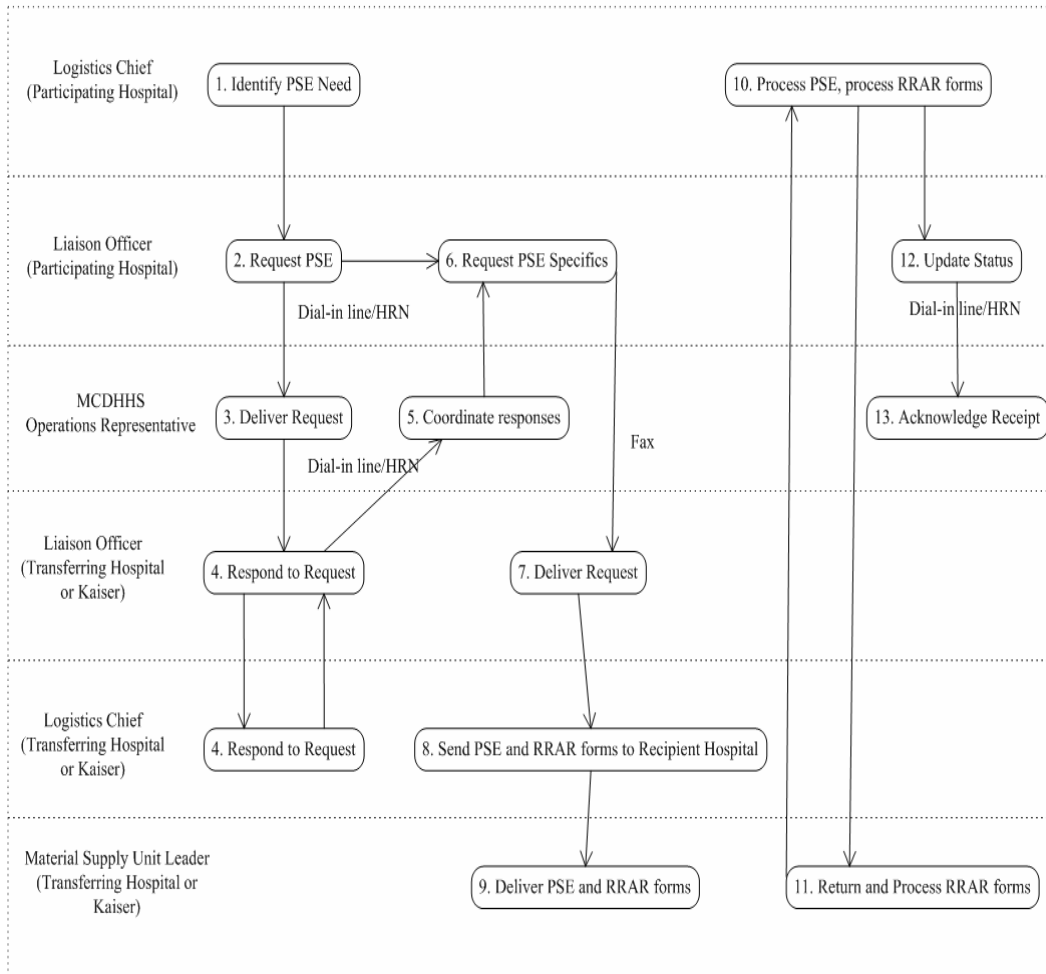 Logistics Chief
(Participating Hospital)
1. Identify PSE Need
10. Process PSE, process RRAR forms
Liaison Officer
(Participating Hospital)
2. Request PSE
6. Request PSE Specifics
12. Update Status
Dial-in line/HRN
Dial-in line/HRN
MCDHHS
Operations Representative
3. Deliver Request
5. Coordinate responses
13. Acknowledge Receipt
Fax
Dial-in line/HRN
Liaison Officer
(Transferring Hospital
or Kaiser)
4. Respond to Request
7. Deliver Request
Logistics Chief
(Transferring Hospital
or Kaiser)
4. Respond to Request
8. Send PSE and RRAR forms to Recipient Hospital
Material Supply Unit Leader
(Transferring Hospital or
Kaiser)
9. Deliver PSE and RRAR forms
11. Return and Process RRAR forms